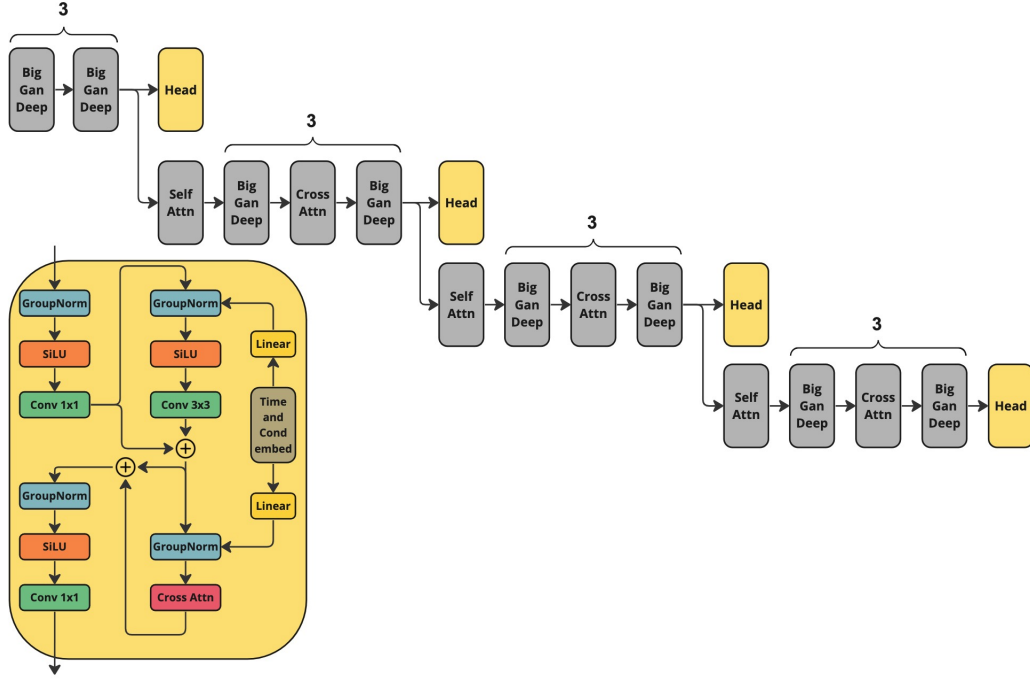 3
Big
Gan
Deep
Big
Gan
Deep
Head
3
Self
Attn
Big
Gan
Deep
Cross
Attn
Big
Gan
Deep
Head
3
Self
Attn
Big
Gan
Deep
Cross
Attn
Big
Gan
Deep
Head
3
Self
Attn
Big
Gan
Deep
Cross
Attn
Big
Gan
Deep
Head
GroupNorm
SiLU
Conv 1x1
GroupNorm
SiLU
Conv 3x3
Linear
Time
and
Cond
embed
Linear
+
+
GroupNorm
SiLU
Conv 1x1
GroupNorm
Cross Attn